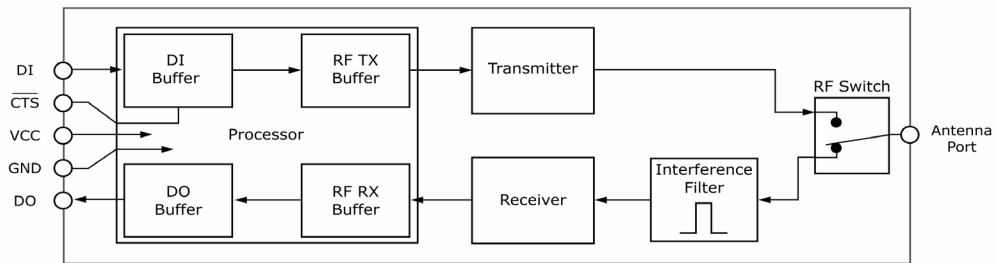 DI
C̅T̅S̅
VCC
GND
DO
DI
Buffer
RF TX
Buffer
Processor
DO
Buffer
RF RX
Buffer
Transmitter
Receiver
Interference
Filter
RF Switch
Antenna
Port